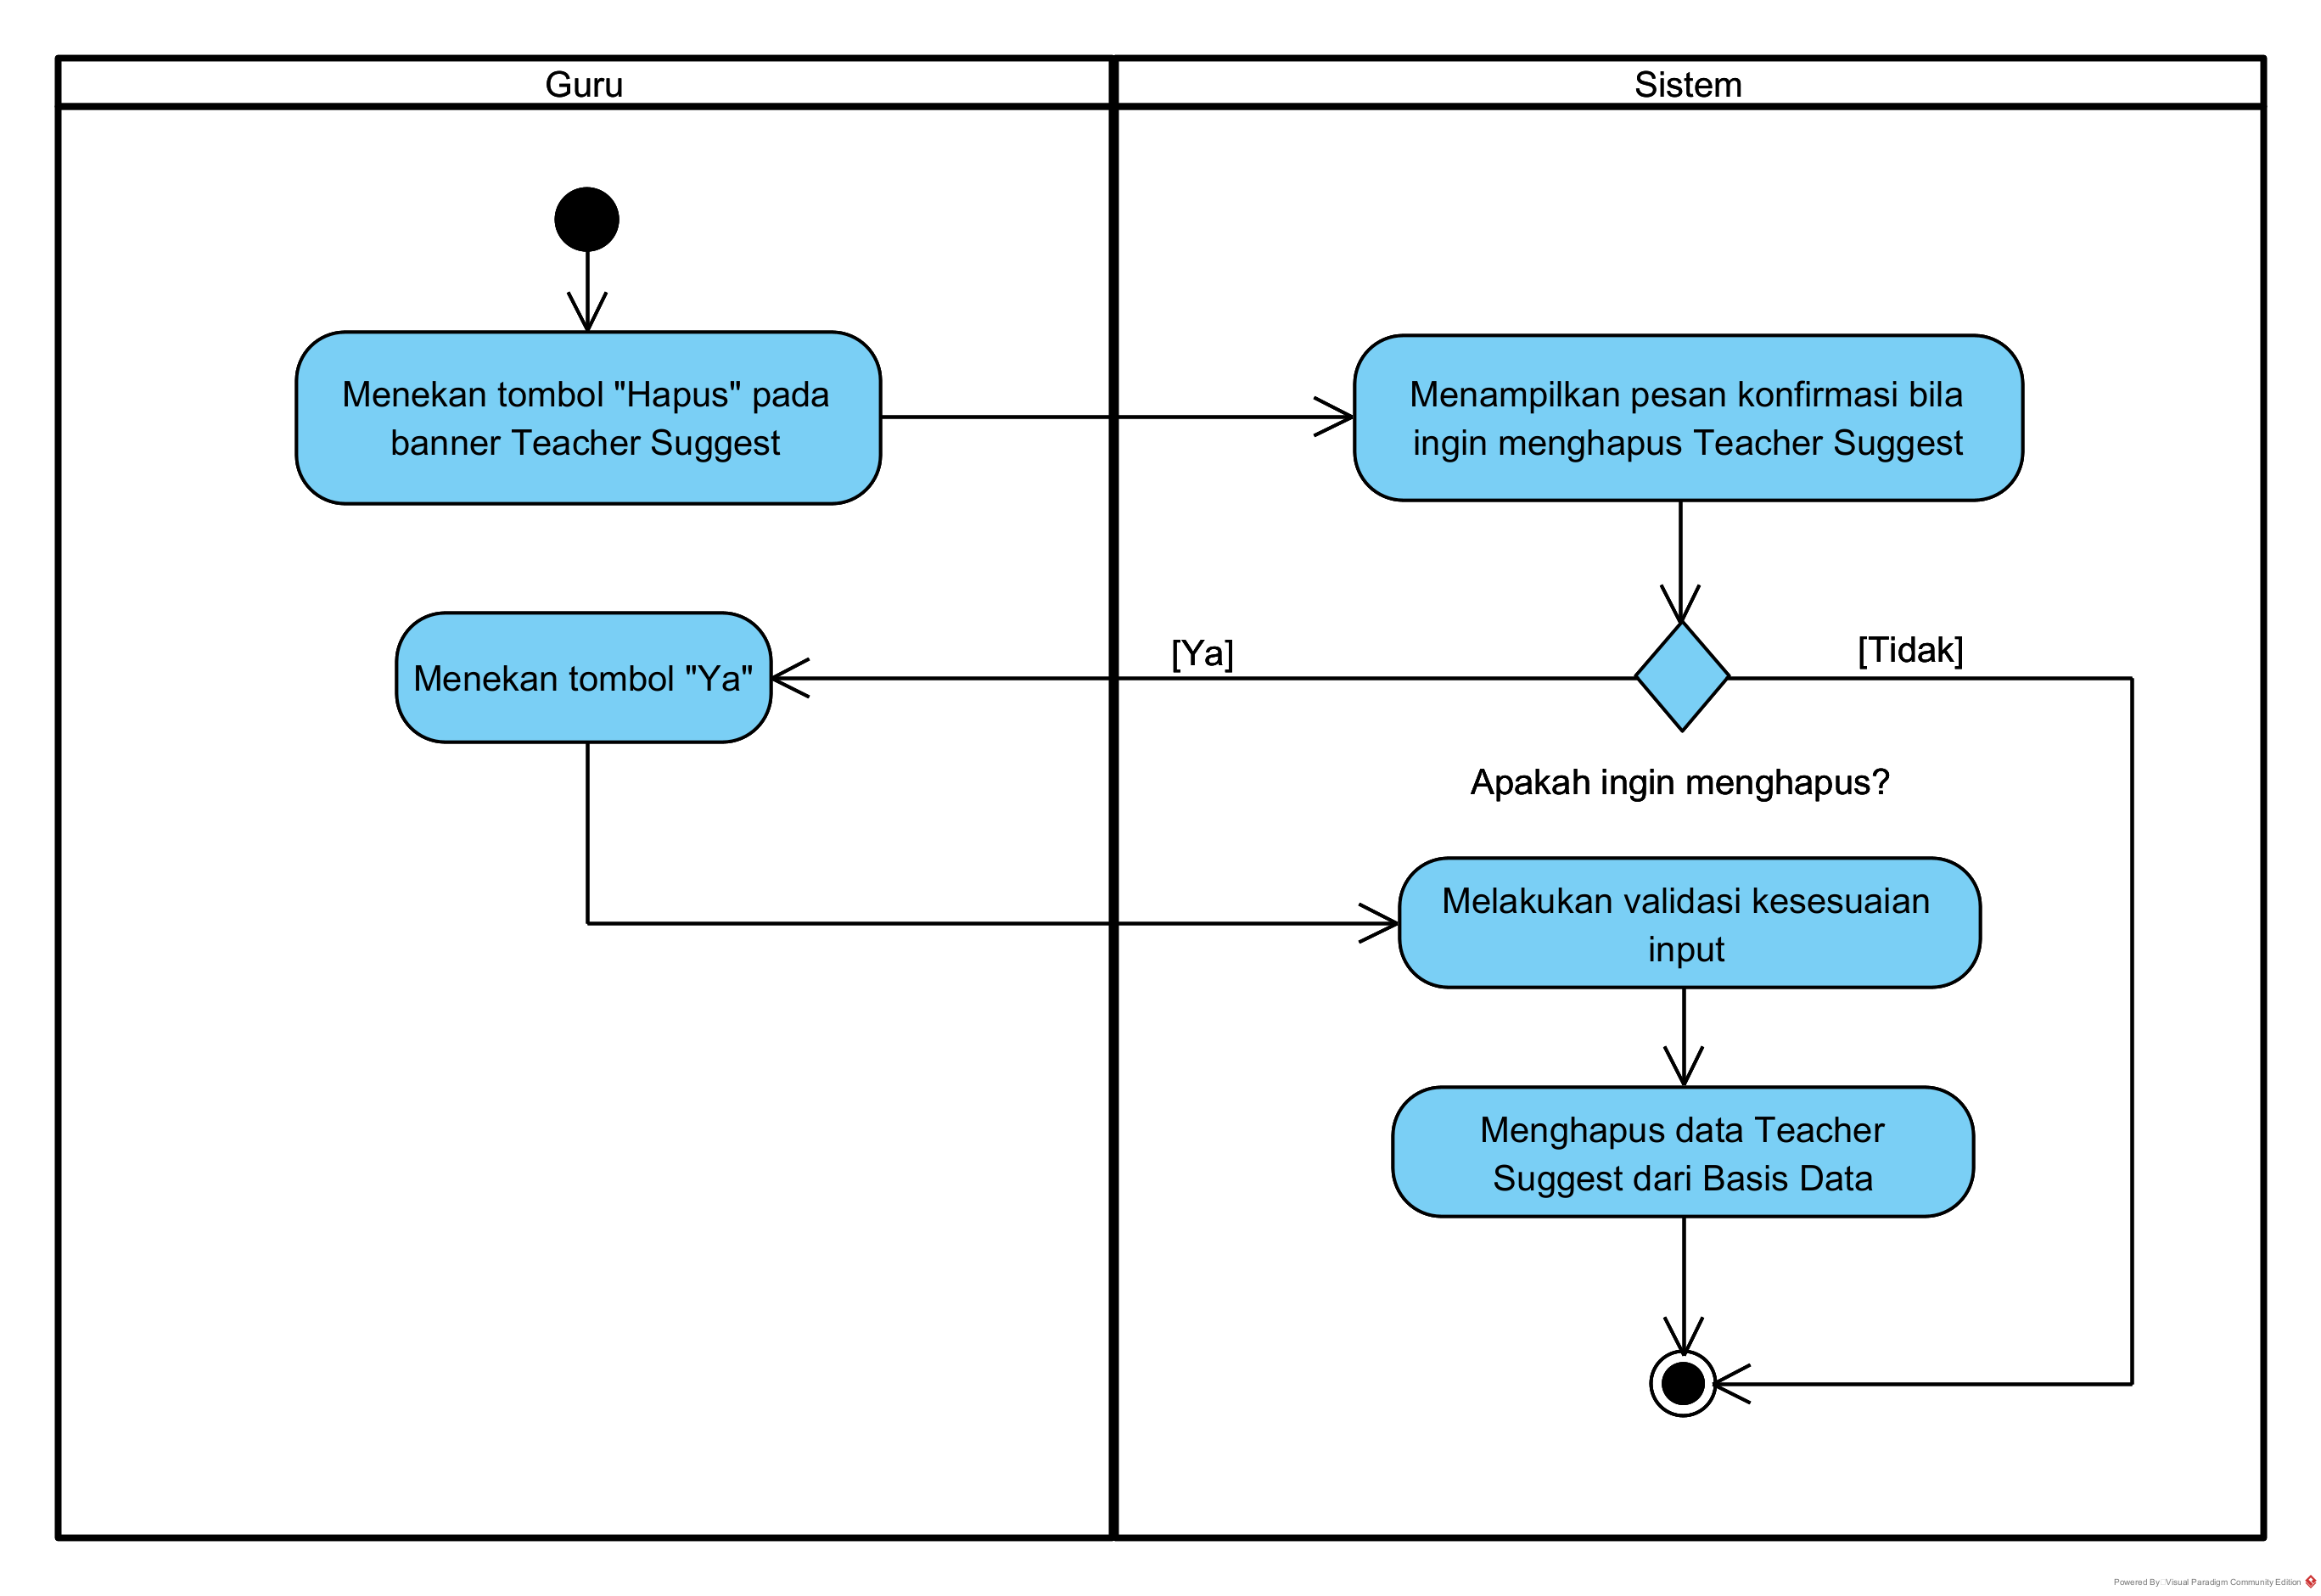 Guru
Sistem
Menekan tombol "Hapus" pada
banner Teacher Suggest
Menampilkan pesan konfirmasi bila
ingin menghapus Teacher Suggest
Menekan tombol "Ya"
[Ya]
[Tidak]
Apakah ingin menghapus?
Melakukan validasi kesesuaian
input
Menghapus data Teacher
Suggest dari Basis Data
Powered By Visual Paradigm Community Edition